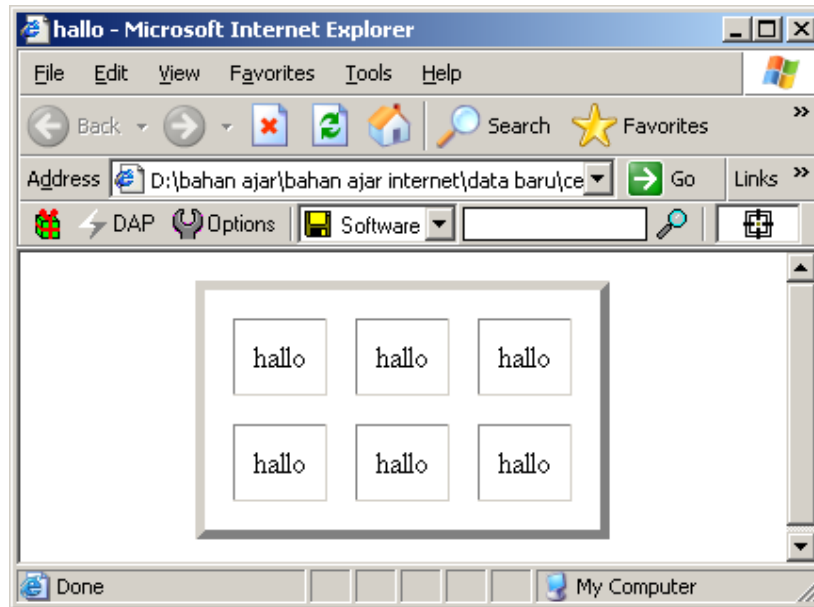 hallo - Microsoft Internet Explorer
File Edit View Favorites Tools Help
Back Search Favorites »
Address D:\bahan ajar\bahan ajar internet\data baru\ce Go Links »
DAP Options Software
hallo hallo hallo
hallo hallo hallo
Done My Computer